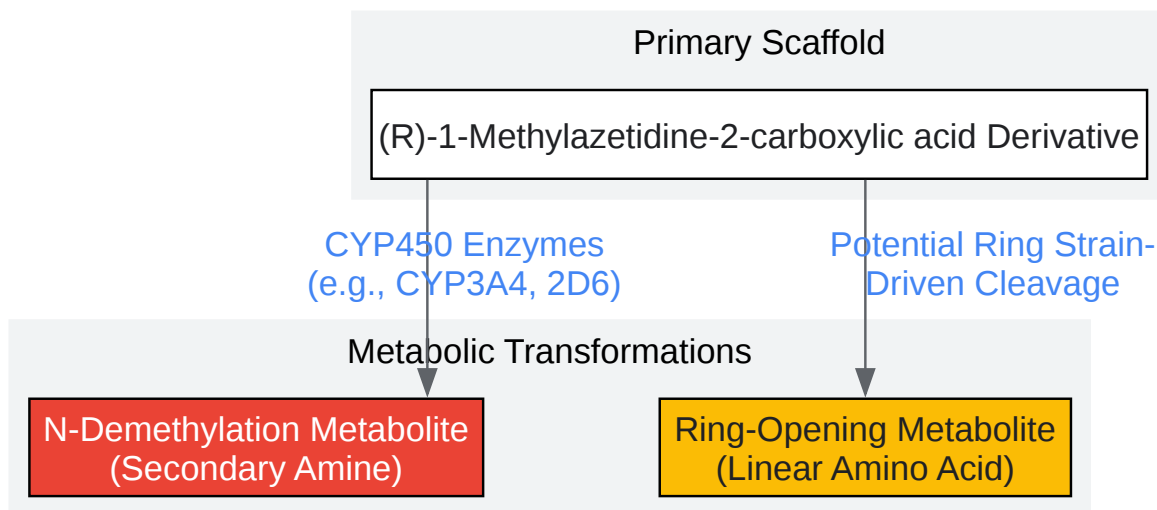 Primary Scaffold
(R)-1-Methylazetidine-2-carboxylic acid Derivative
CYP450 Enzymes
(e.g., CYP3A4, 2D6)
Potential Ring Strain-
Driven Cleavage
Metabolic Transformations
N-Demethylation Metabolite
(Secondary Amine)
Ring-Opening Metabolite
(Linear Amino Acid)